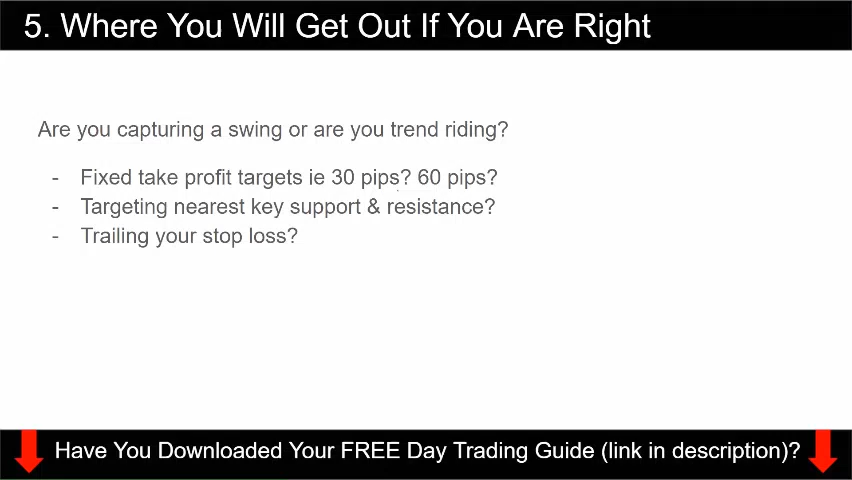 5. Where You Will Get Out If You Are Right
Are you capturing a swing or are you trend riding?
- Fixed take profit targets ie 30 pips? 60 pips?
- Targeting nearest key support & resistance?
- Trailing your stop loss?
Have You Downloaded Your FREE Day Trading Guide (link in description)?